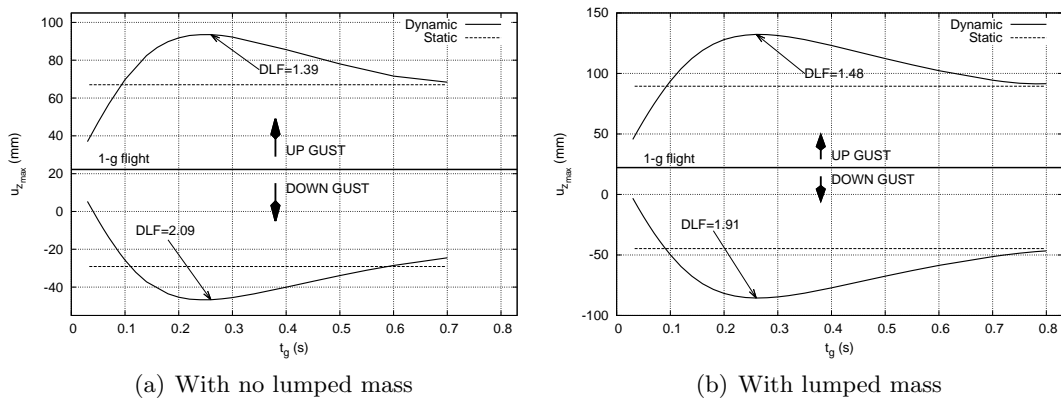 100
80
60
40
20
0
-20
-40
u_zmax (mm)
0
0.1
0.2
0.3
0.4
0.5
0.6
0.7
0.8
t_g (s)
Dynamic
Static
DLF=1.39
1-g flight
UP GUST
DOWN GUST
DLF=2.09
(a) With no lumped mass
150
100
50
0
-50
-100
u_zmax (mm)
0
0.1
0.2
0.3
0.4
0.5
0.6
0.7
0.8
t_g (s)
Dynamic
Static
DLF=1.48
1-g flight
UP GUST
DOWN GUST
DLF=1.91
(b) With lumped mass